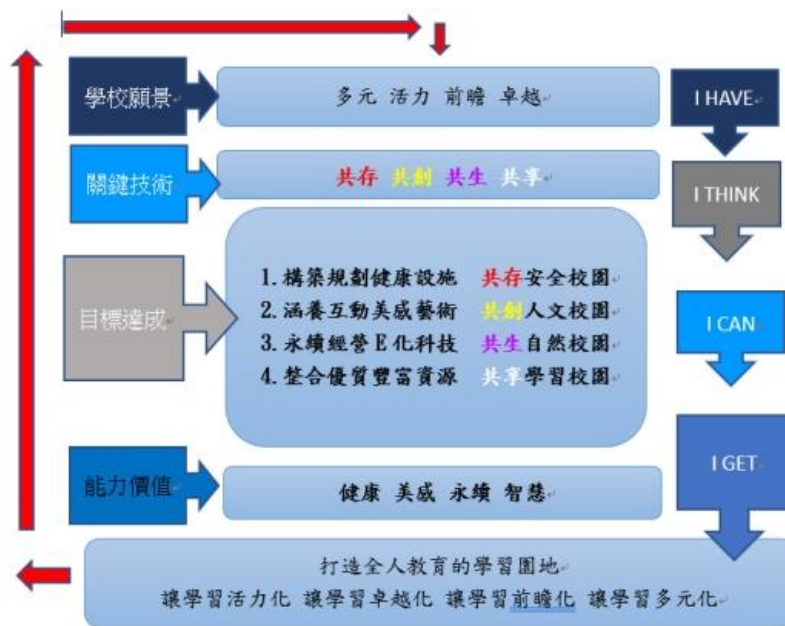 學校願景
多元 活力 前瞻 卓越
I HAVE
關鍵技術
共存 共創 共生 共享
I THINK
目標達成
1.構築規劃健康設施 共存安全校園
2.涵養互動美感藝術 共創人文校園
3.永續經營E化科技 共生自然校園
4.整合優質豐富資源 共享學習校園
I CAN
能力價值
健康 美感 永續 智慧
I GET
打造全人教育的學習園地
讓學習活力化 讓學習卓越化 讓學習前瞻化 讓學習多元化